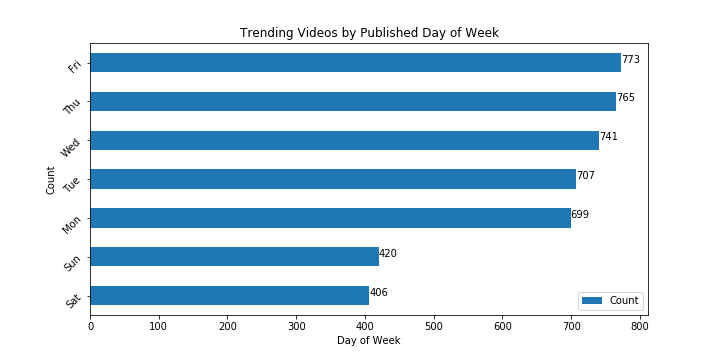 Trending Videos by Published Day of Week
Fri 773
Thu 765
Wed 741
Tue 707
Mon 699
Sun 420
Sat 406
Count
Count
0 100 200 300 400 500 600 700 800
Day of Week